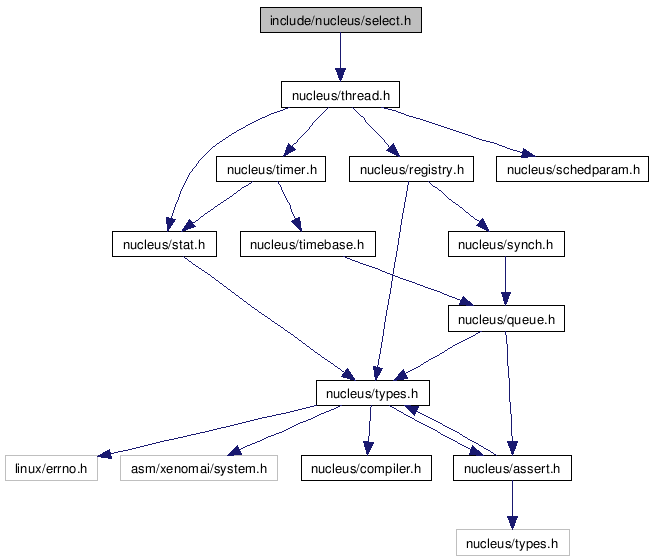 include/nucleus/select.h
nucleus/thread.h
nucleus/timer.h
nucleus/registry.h
nucleus/schedparam.h
nucleus/stat.h
nucleus/timebase.h
nucleus/synch.h
nucleus/queue.h
nucleus/types.h
linux/errno.h
asm/xenomai/system.h
nucleus/compiler.h
nucleus/assert.h
nucleus/types.h